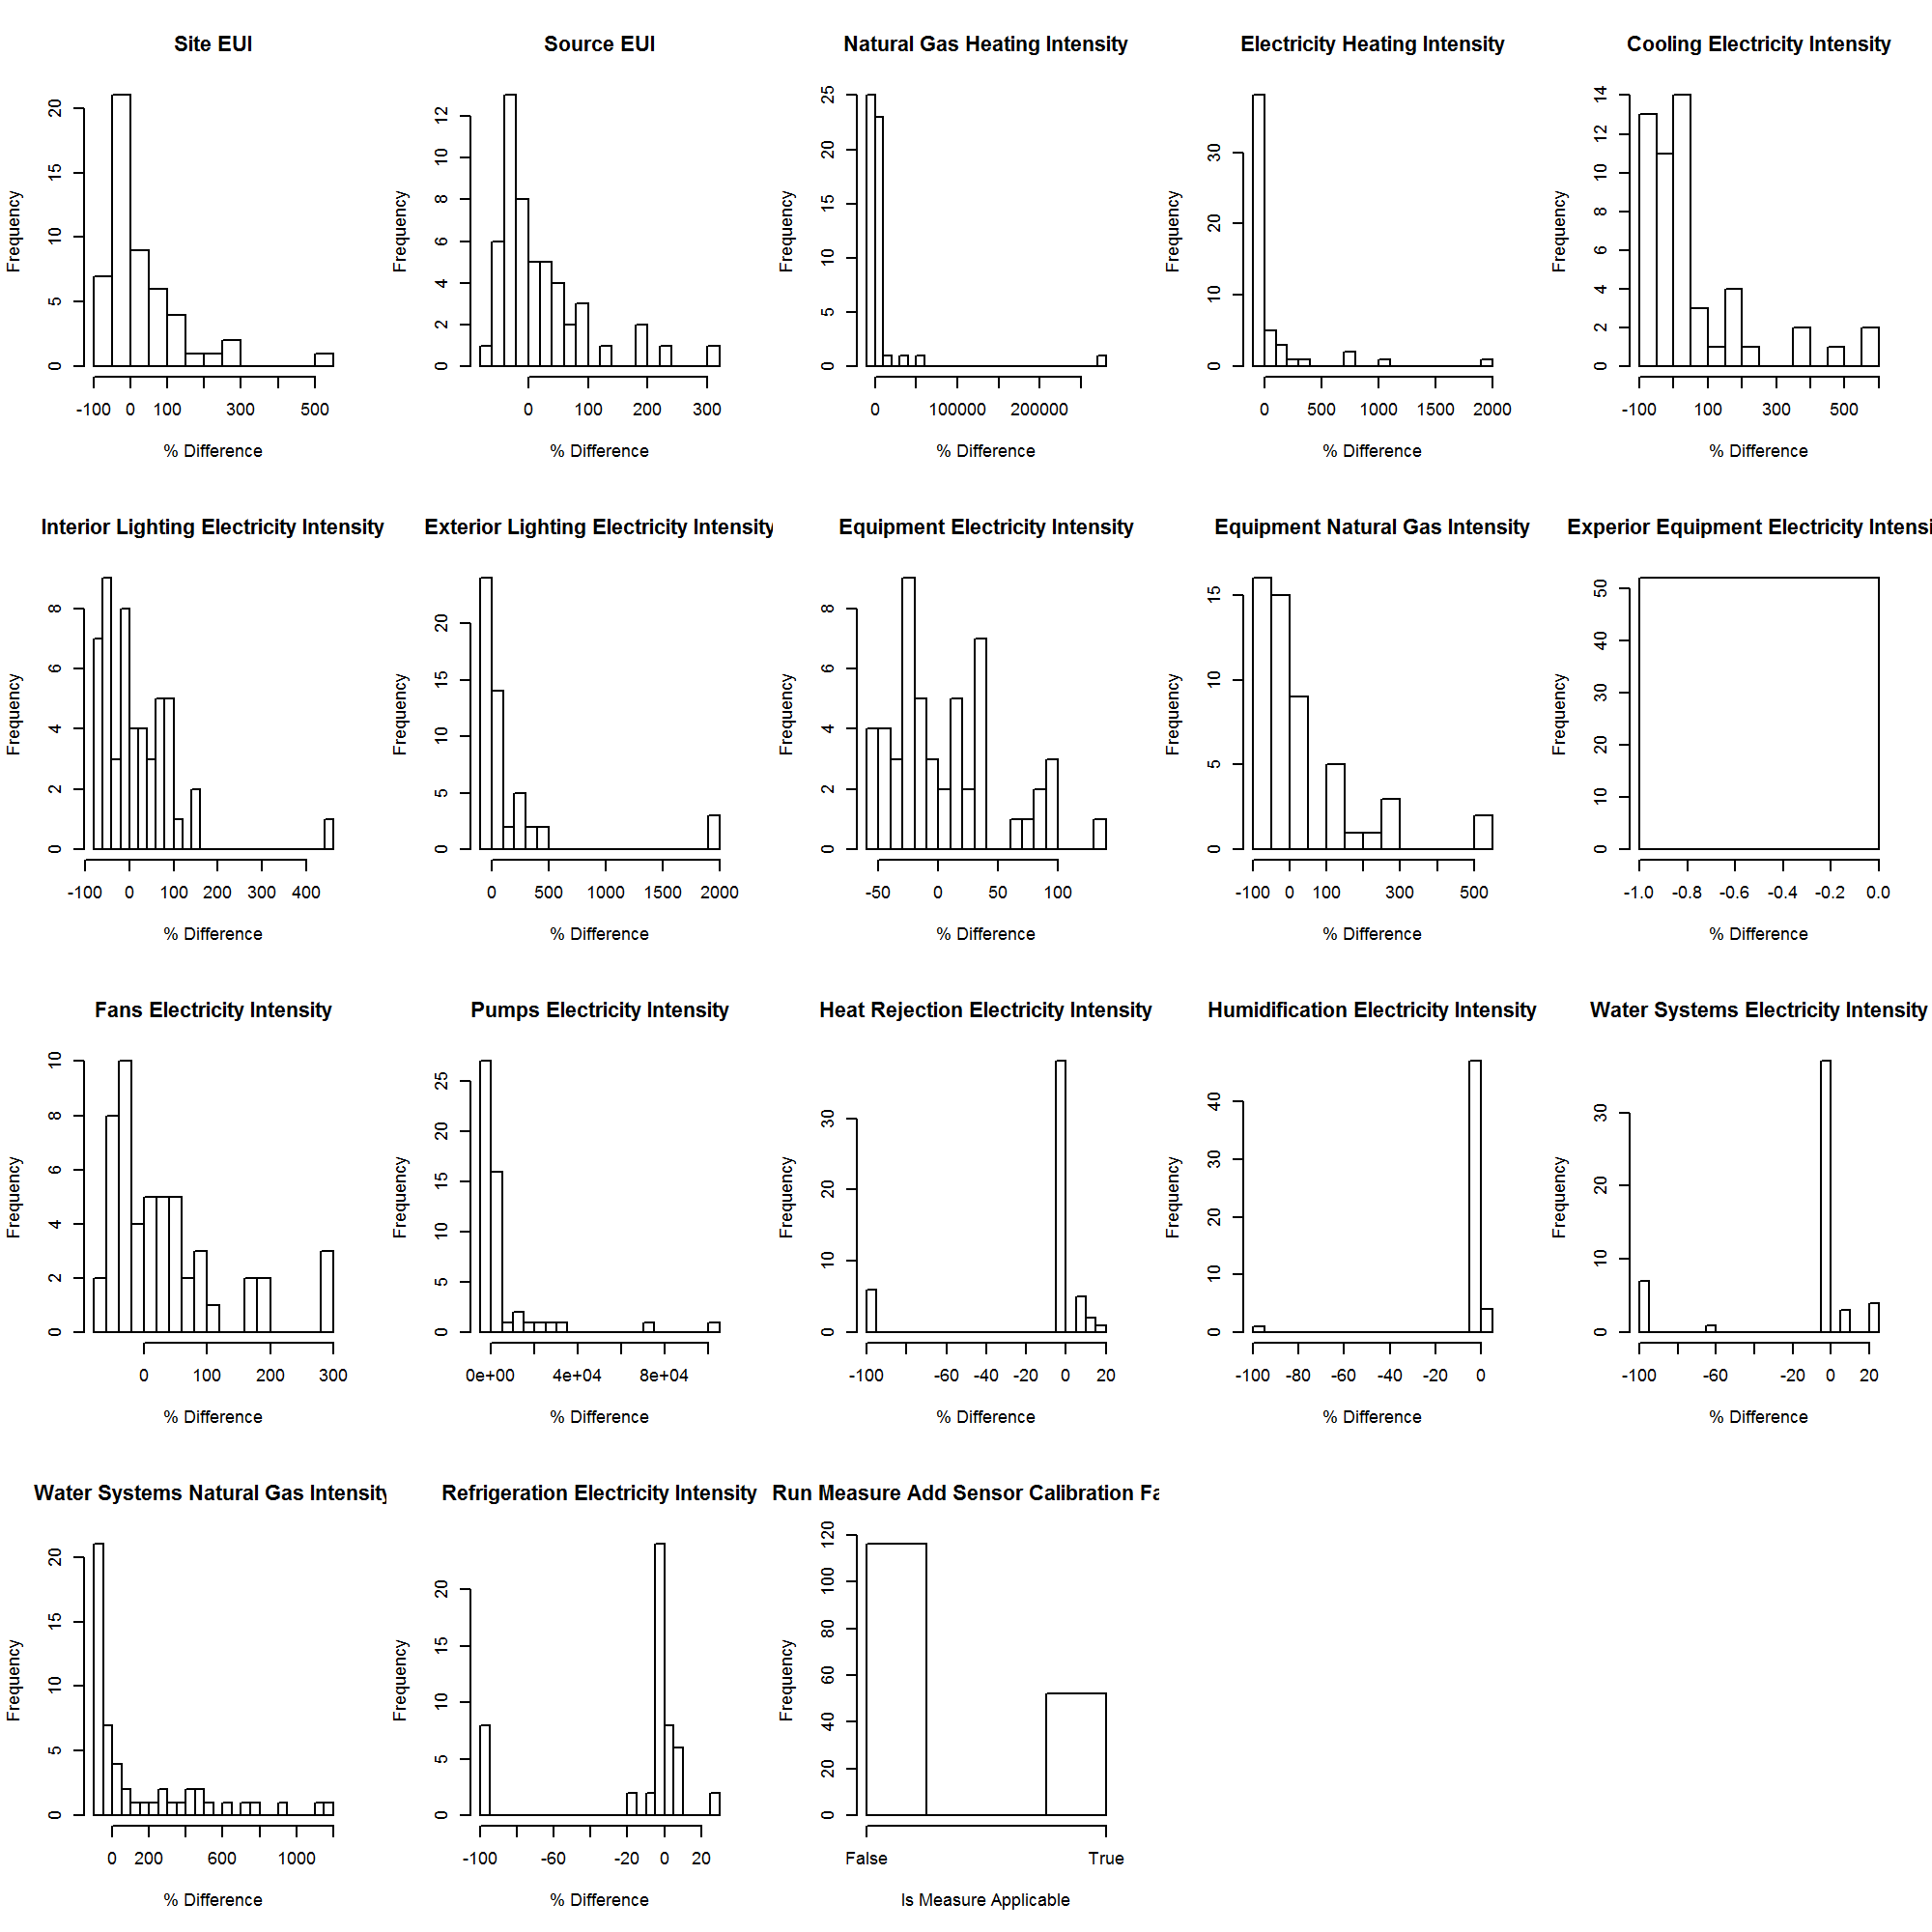 Site EUI
20
15
10
5
0
Frequency
-100 0 100 300 500
% Difference
Source EUI
12
10
8
6
4
2
0
Frequency
0 100 200 300
% Difference
Natural Gas Heating Intensity
25
20
15
10
5
0
Frequency
0 100000 200000
% Difference
Electricity Heating Intensity
30
20
10
0
Frequency
0 500 1000 1500 2000
% Difference
Cooling Electricity Intensity
14
12
10
8
6
4
2
0
Frequency
-100 100 300 500
% Difference
Interior Lighting Electricity Intensity
8
6
4
2
0
Frequency
-100 0 100 200 300 400
% Difference
Exterior Lighting Electricity Intensity
20
15
10
5
0
Frequency
0 500 1000 1500 2000
% Difference
Equipment Electricity Intensity
8
6
4
2
0
Frequency
-50 0 50 100
% Difference
Equipment Natural Gas Intensity
15
10
5
0
Frequency
-100 0 100 300 500
% Difference
Experior Equipment Electricity Intensi
50
40
30
20
10
0
Frequency
-1.0 -0.8 -0.6 -0.4 -0.2 0.0
% Difference
Fans Electricity Intensity
10
8
6
4
2
0
Frequency
0 100 200 300
% Difference
Pumps Electricity Intensity
25
20
15
10
5
0
Frequency
0e+00 4e+04 8e+04
% Difference
Heat Rejection Electricity Intensity
30
20
10
0
Frequency
-100 -60 -40 -20 0 20
% Difference
Humidification Electricity Intensity
40
30
20
10
0
Frequency
-100 -80 -60 -40 -20 0
% Difference
Water Systems Electricity Intensity
30
20
10
0
Frequency
-100 -60 -20 0 20
% Difference
Water Systems Natural Gas Intensity
20
15
10
5
0
Frequency
0 200 600 1000
% Difference
Refrigeration Electricity Intensity
20
15
10
5
0
Frequency
-100 -60 -20 0 20
% Difference
Run Measure Add Sensor Calibration Fa
120
100
80
60
40
20
0
Frequency
False True
Is Measure Applicable